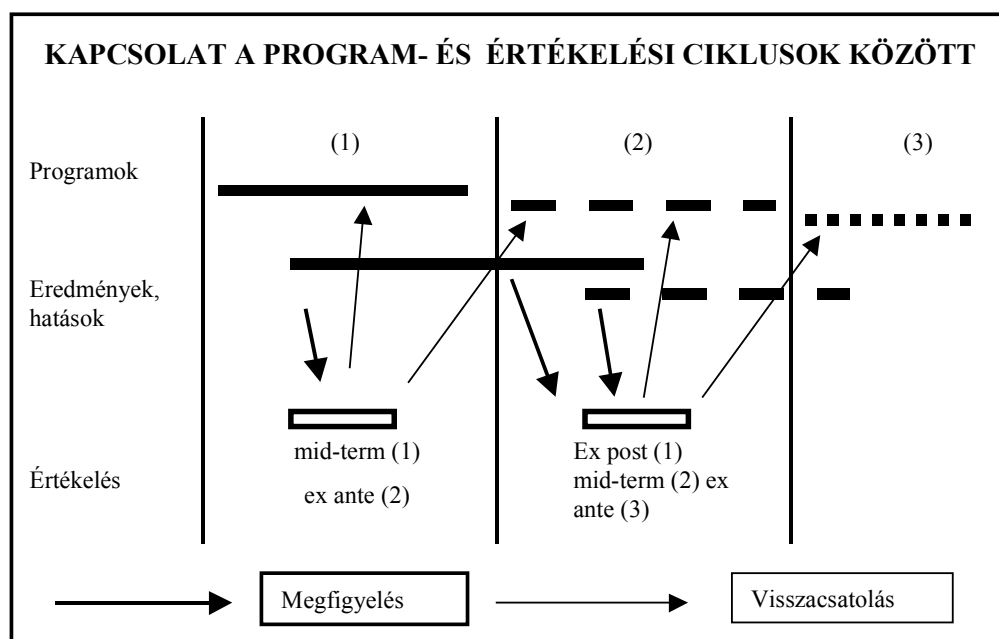 KAPCSOLAT A PROGRAM- ÉS ÉRTÉKELÉSI CIKLUSOK KÖZÖTT
(1) (2) (3)
Programok
Eredmények,
hatások
mid-term (1)
ex ante (2)
Ex post (1)
mid-term (2) ex
ante (3)
Értékelés
Megfigyelés
Visszacsatolás